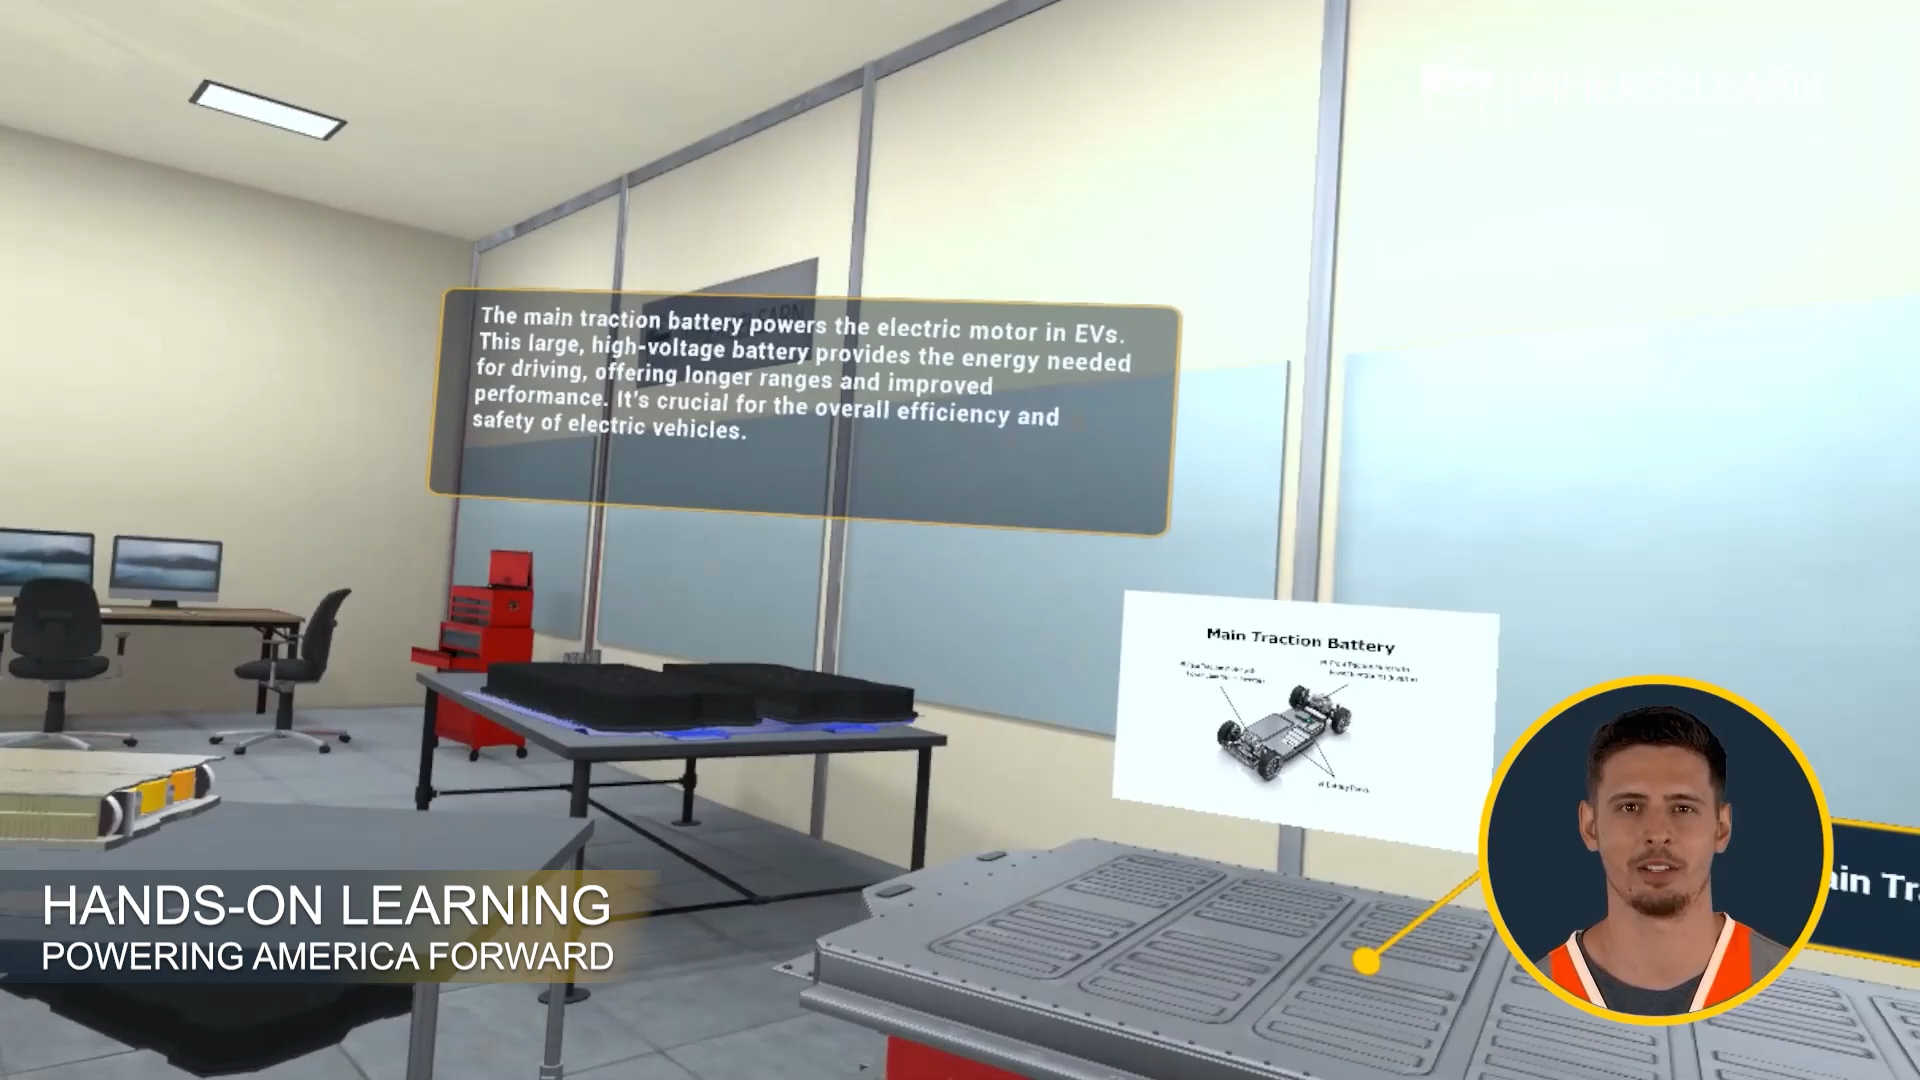 The main traction battery powers the electric motor in EVs.
This large, high-voltage battery provides the energy needed
for driving, offering longer ranges and improved
performance. It's crucial for the overall efficiency and
safety of electric vehicles.
Main Traction Battery
ain Tr
HANDS-ON LEARNING
POWERING AMERICA FORWARD